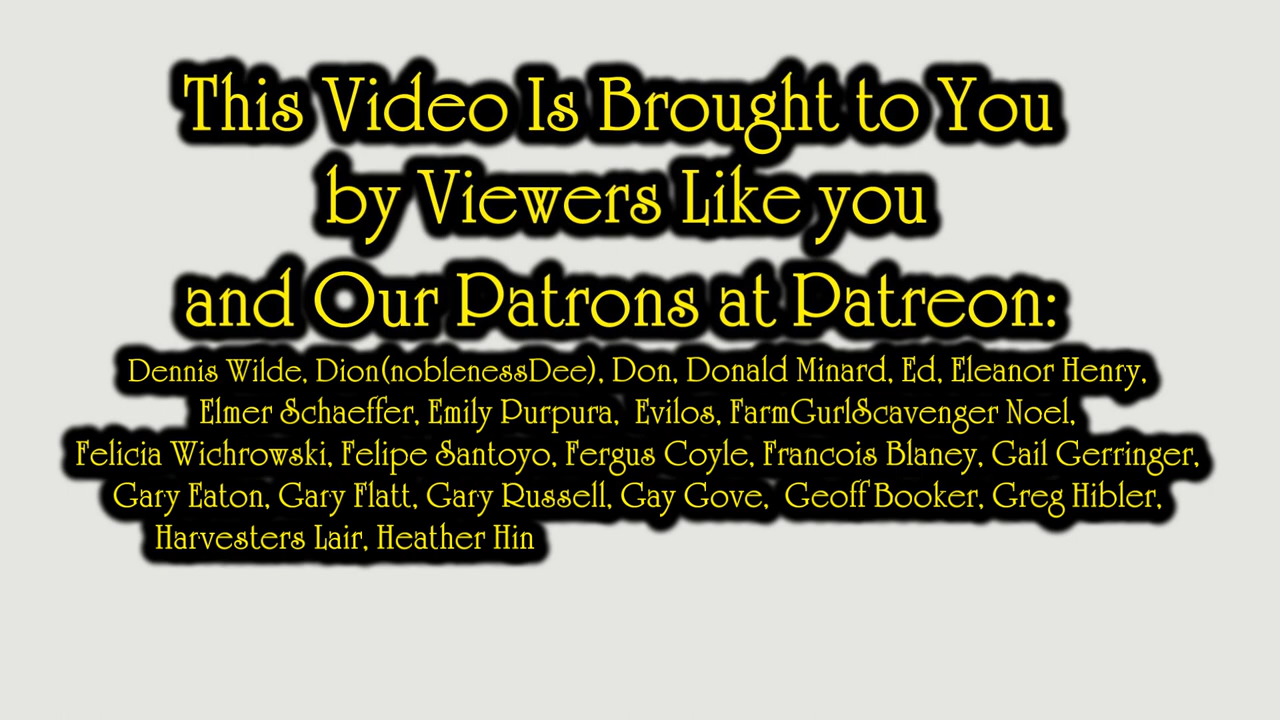 This Video Is Brought to You
by Viewers Like you
and Our Patrons at Patreon:
Dennis Wilde, Dion(noblenessDee), Don, Donald Minard, Ed, Eleanor Henry,
Elmer Schaeffer, Emily Purpura, Evilos, FarmGurlScavenger Noel,
Felicia Wichrowski, Felipe Santoyo, Fergus Coyle, Francois Blaney, Gail Gerringer,
Gary Eaton, Gary Flatt, Gary Russell, Gay Gove, Geoff Booker, Greg Hibler,
Harvesters Lair, Heather Hin